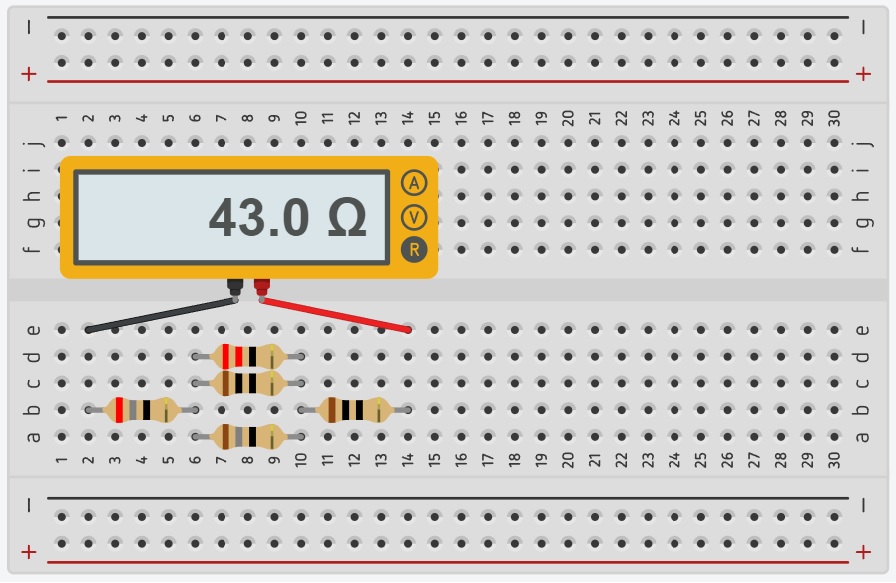 − −
+ +
1 2 3 4 5 6 7 8 9 10 11 12 13 14 15 16 17 18 19 20 21 22 23 24 25 26 27 28 29 30
j j
i i
h h
g g
f f
A
43.0 Ω V
R
e e
d d
c c
b b
a a
1 2 3 4 5 6 7 8 9 10 11 12 13 14 15 16 17 18 19 20 21 22 23 24 25 26 27 28 29 30
− −
+ +